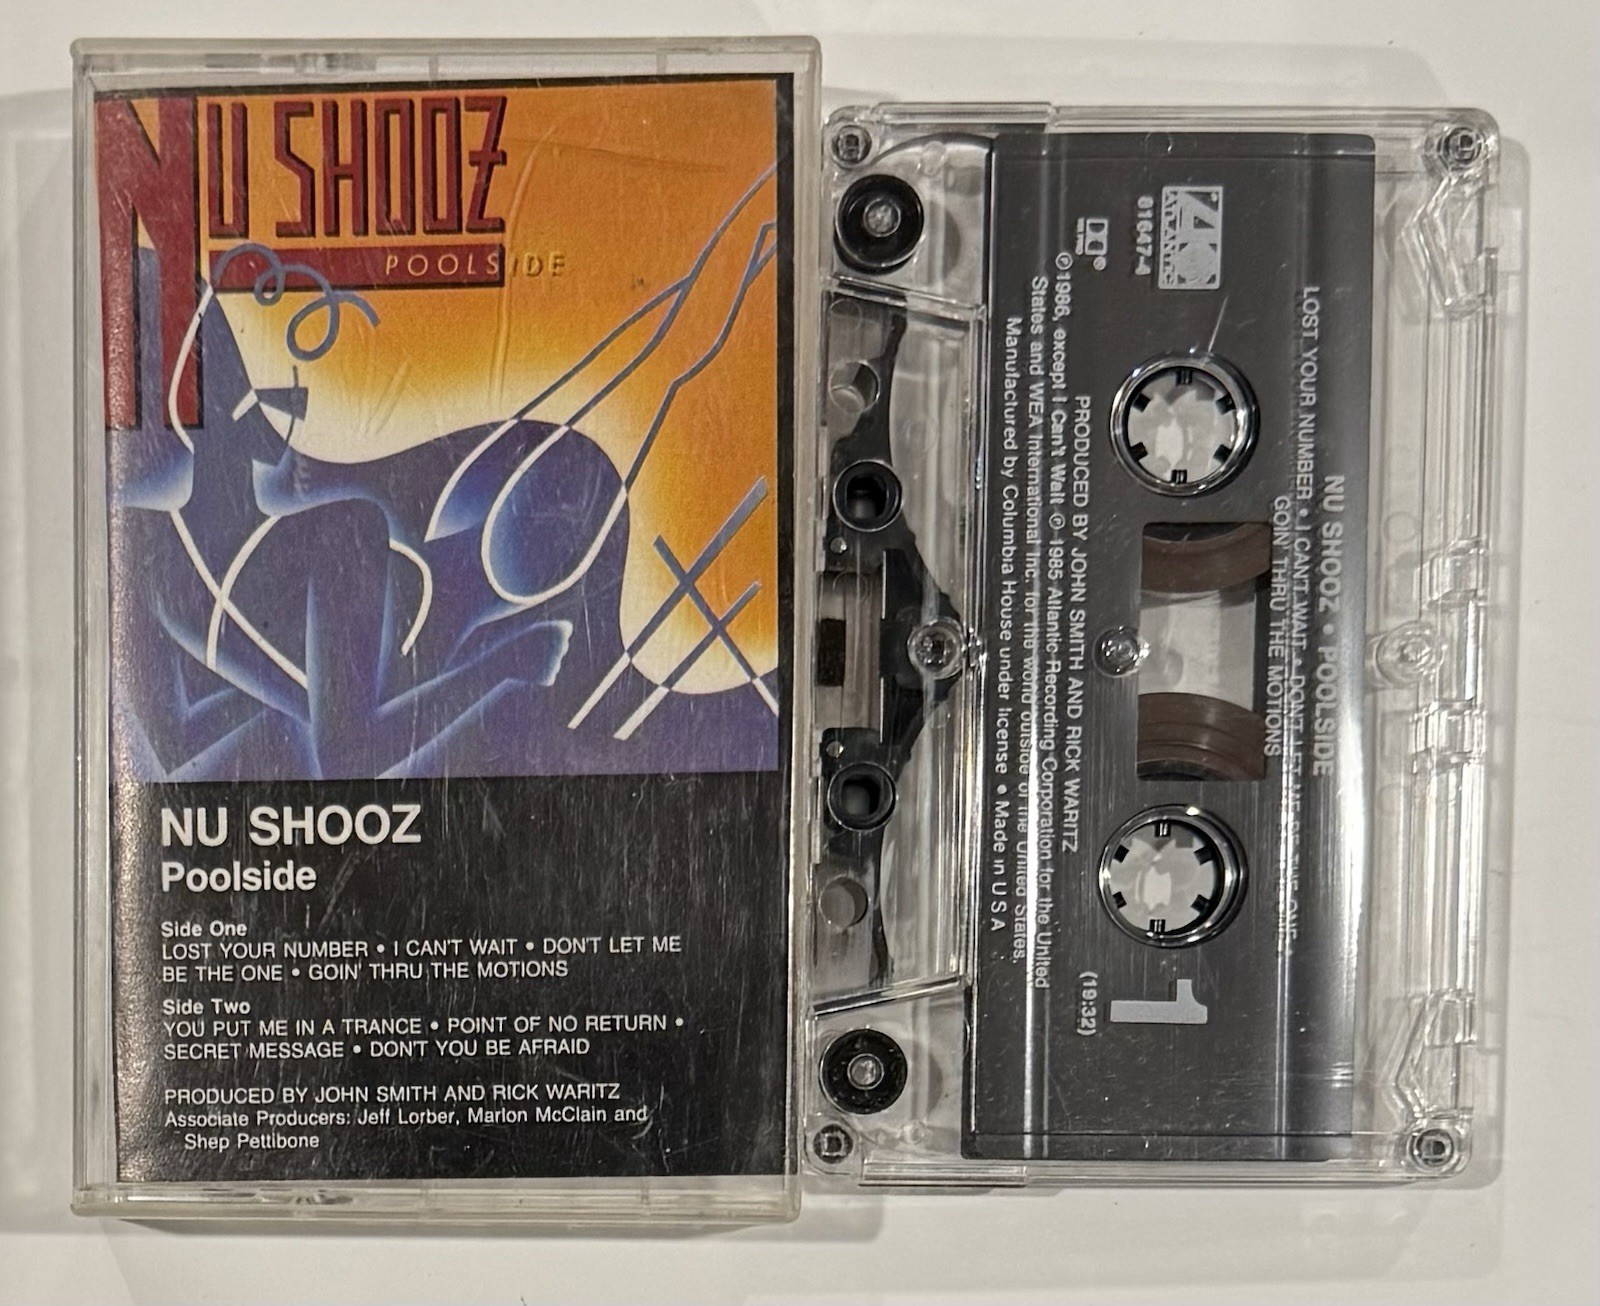 NU SHOOZ
POOLSIDE
NU SHOOZ
Poolside
Side One
LOST YOUR NUMBER • I CAN'T WAIT • DON'T LET ME
BE THE ONE • GOIN' THRU THE MOTIONS
Side Two
YOU PUT ME IN A TRANCE • POINT OF NO RETURN •
SECRET MESSAGE • DON'T YOU BE AFRAID
PRODUCED BY JOHN SMITH AND RICK WARITZ
Associate Producers: Jeff Lorber, Marlon McClain and
Shep Pettibone
NU SHOOZ • POOLSIDE
LOST YOUR NUMBER • I CAN'T WAIT • DON'T LET ME BE THE ONE •
GOIN' THRU THE MOTIONS
ATLANTIC
81647-4
1
(19:32)
PRODUCED BY JOHN SMITH AND RICK WARITZ
℗1986, except I Can't Wait ℗ 1985 Atlantic Recording Corporation for the United
States and WEA International Inc. for the world outside of the United States.
Manufactured by Columbia House under license • Made in U S A